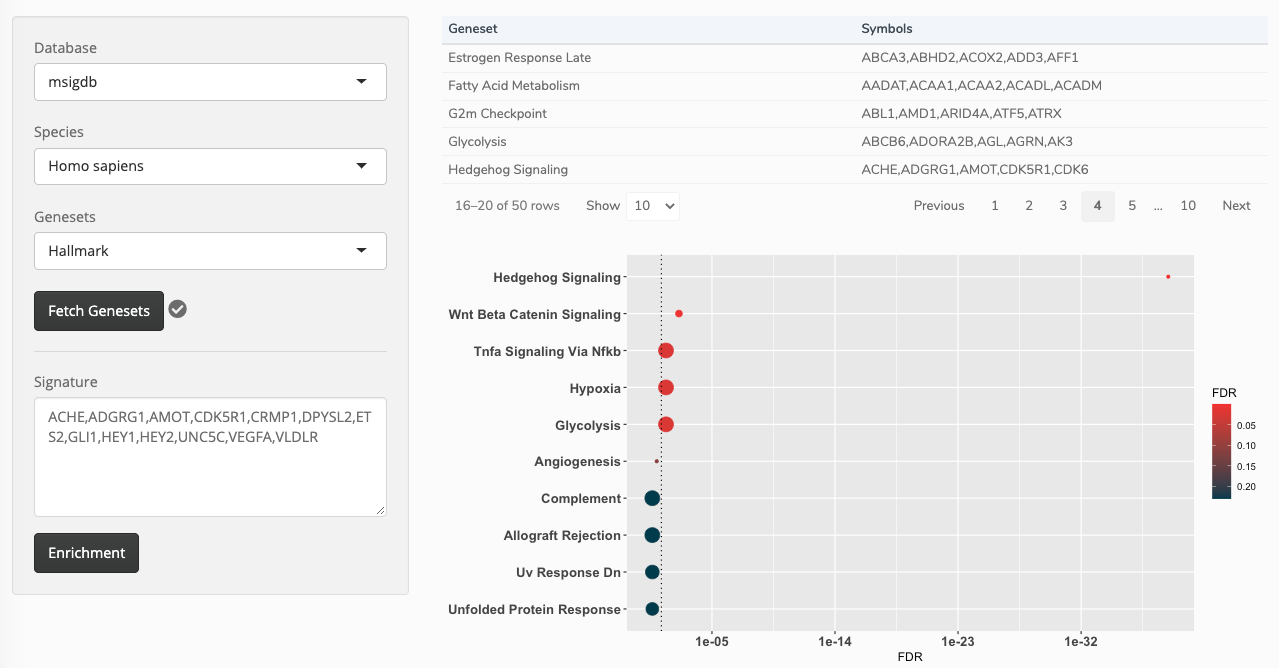 Database
msigdb
Species
Homo sapiens
Genesets
Hallmark
Fetch Genesets
Signature
ACHE,ADGRG1,AMOT,CDK5R1,CRMP1,DPYSL2,ET
S2,GLI1,HEY1,HEY2,UNC5C,VEGFA,VLDLR
Enrichment
Geneset Symbols
Estrogen Response Late ABCA3,ABHD2,ACOX2,ADD3,AFF1
Fatty Acid Metabolism AADAT,ACAA1,ACAA2,ACADL,ACADM
G2m Checkpoint ABL1,AMD1,ARID4A,ATF5,ATRX
Glycolysis ABCB6,ADORA2B,AGL,AGRN,AK3
Hedgehog Signaling ACHE,ADGRG1,AMOT,CDK5R1,CDK6
16–20 of 50 rows Show 10 Previous 1 2 3 4 5 ... 10 Next
Hedgehog Signaling
Wnt Beta Catenin Signaling
Tnfa Signaling Via Nfkb
Hypoxia
Glycolysis
Angiogenesis
Complement
Allograft Rejection
Uv Response Dn
Unfolded Protein Response
1e-05 1e-14 1e-23 1e-32
FDR
FDR
0.05
0.10
0.15
0.20